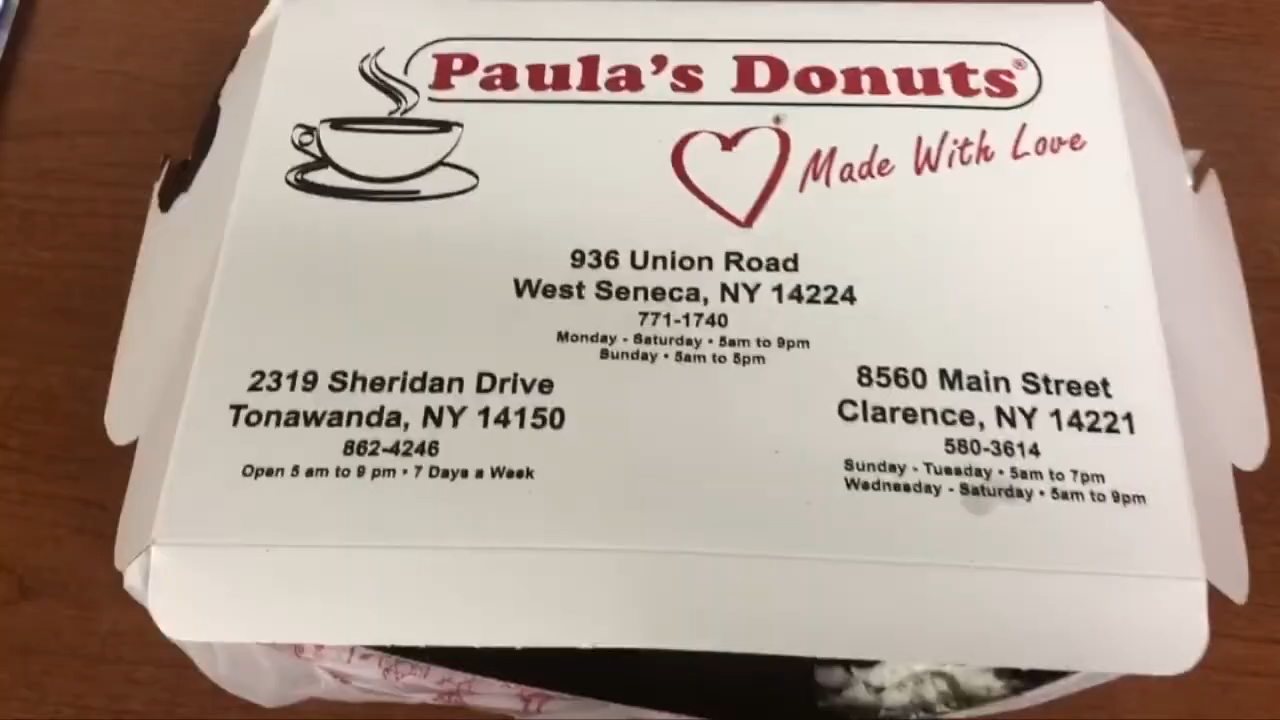 Paula's Donuts®
Made With Love
936 Union Road
West Seneca, NY 14224
771-1740
Monday - Saturday • 5am to 9pm
Sunday • 5am to 5pm
2319 Sheridan Drive
Tonawanda, NY 14150
862-4246
Open 5 am to 9 pm • 7 Days a Week
8560 Main Street
Clarence, NY 14221
580-3614
Sunday - Tuesday • 5am to 7pm
Wednesday - Saturday • 5am to 9pm